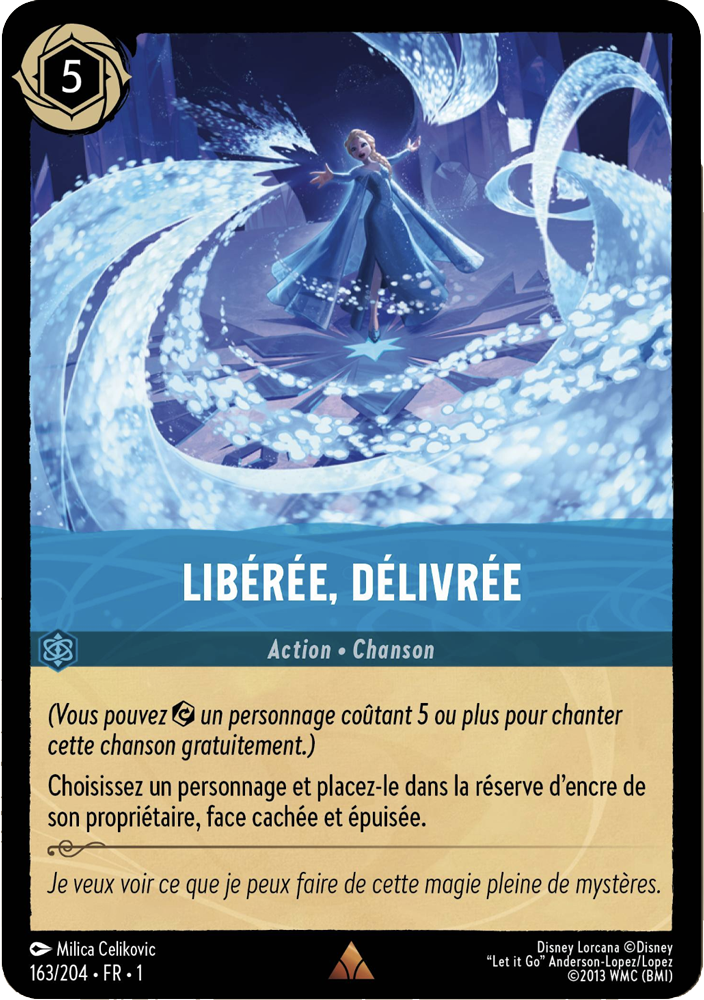 5
LIBÉRÉE, DÉLIVRÉE
Action • Chanson
(Vous pouvez un personnage coûtant 5 ou plus pour chanter
cette chanson gratuitement.)
Choisissez un personnage et placez-le dans la réserve d’encre de
son propriétaire, face cachée et épuisée.
Je veux voir ce que je peux faire de cette magie pleine de mystères.
Milica Celikovic
163/204 • FR • 1
Disney Lorcana ©Disney
“Let it Go” Anderson-Lopez/Lopez
©2013 WMC (BMI)